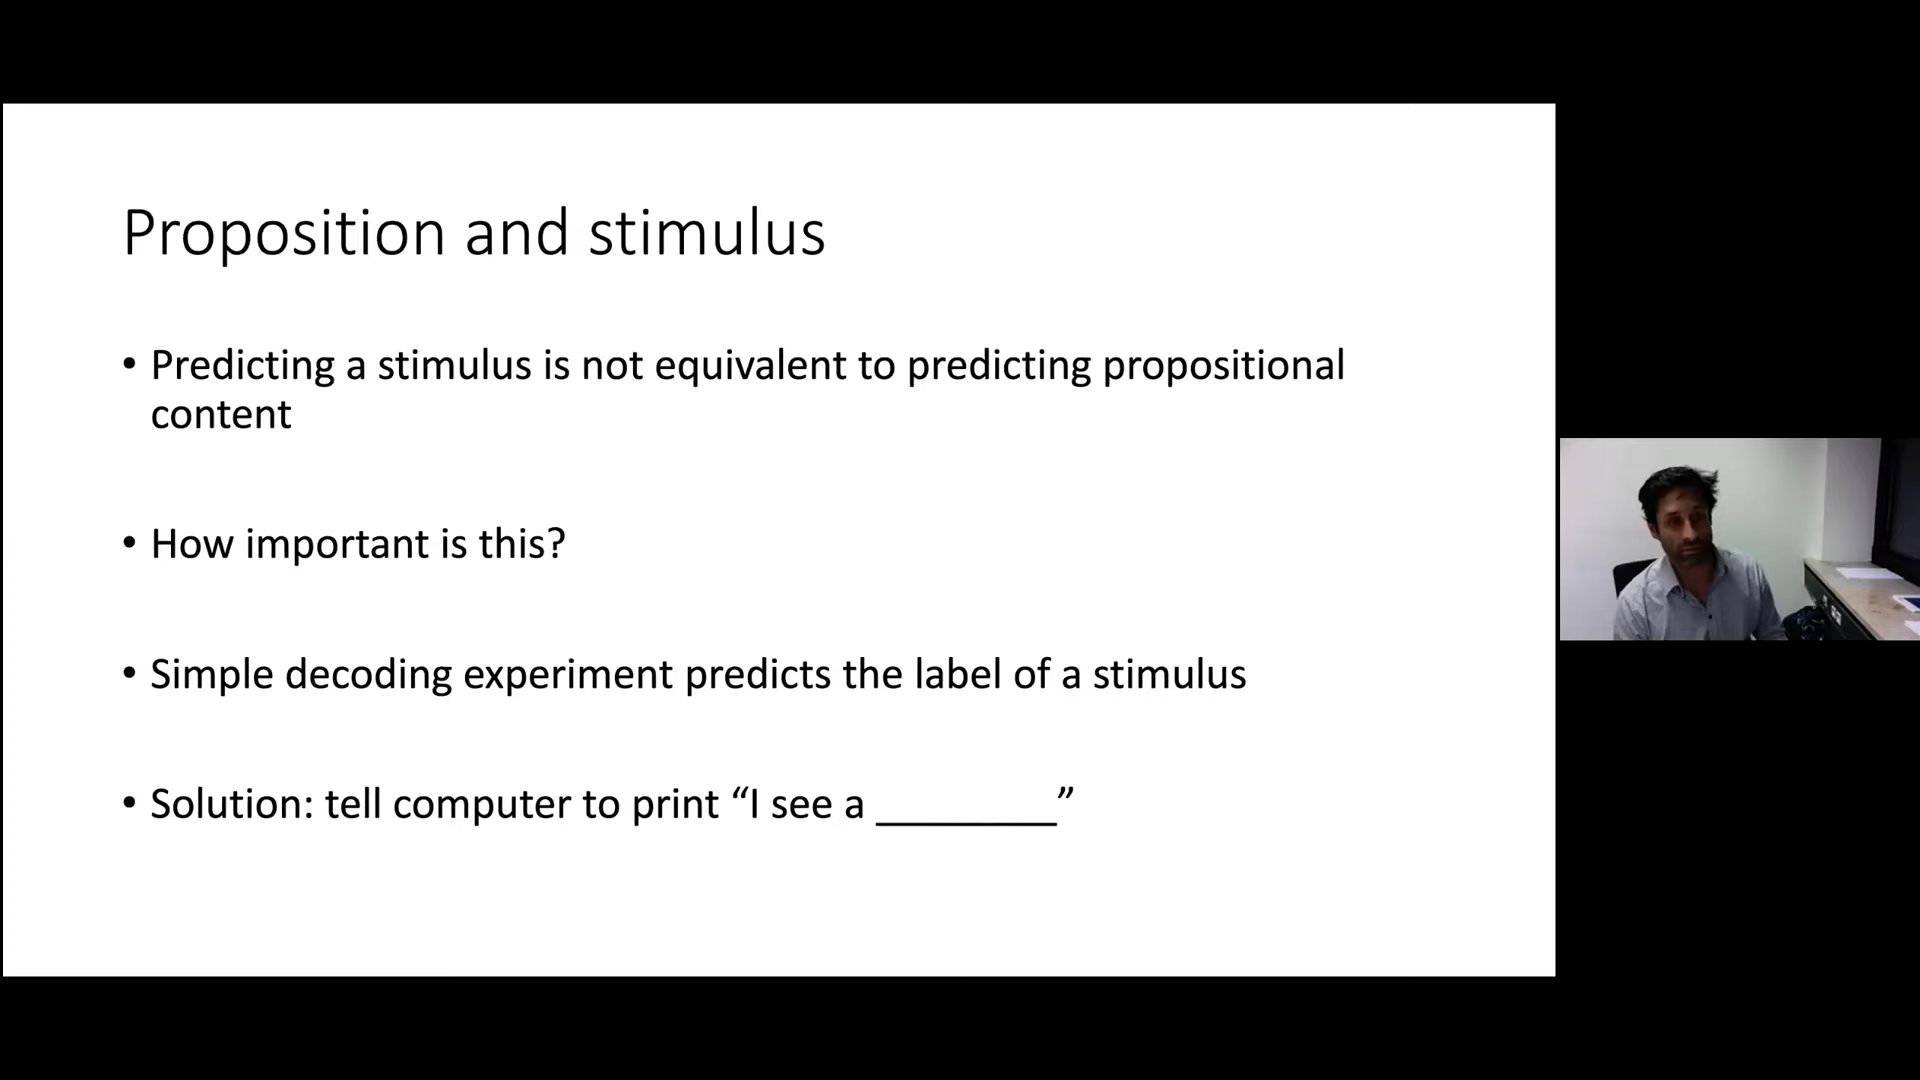 Proposition and stimulus
• Predicting a stimulus is not equivalent to predicting propositional
content
• How important is this?
• Simple decoding experiment predicts the label of a stimulus
• Solution: tell computer to print “I see a ________”